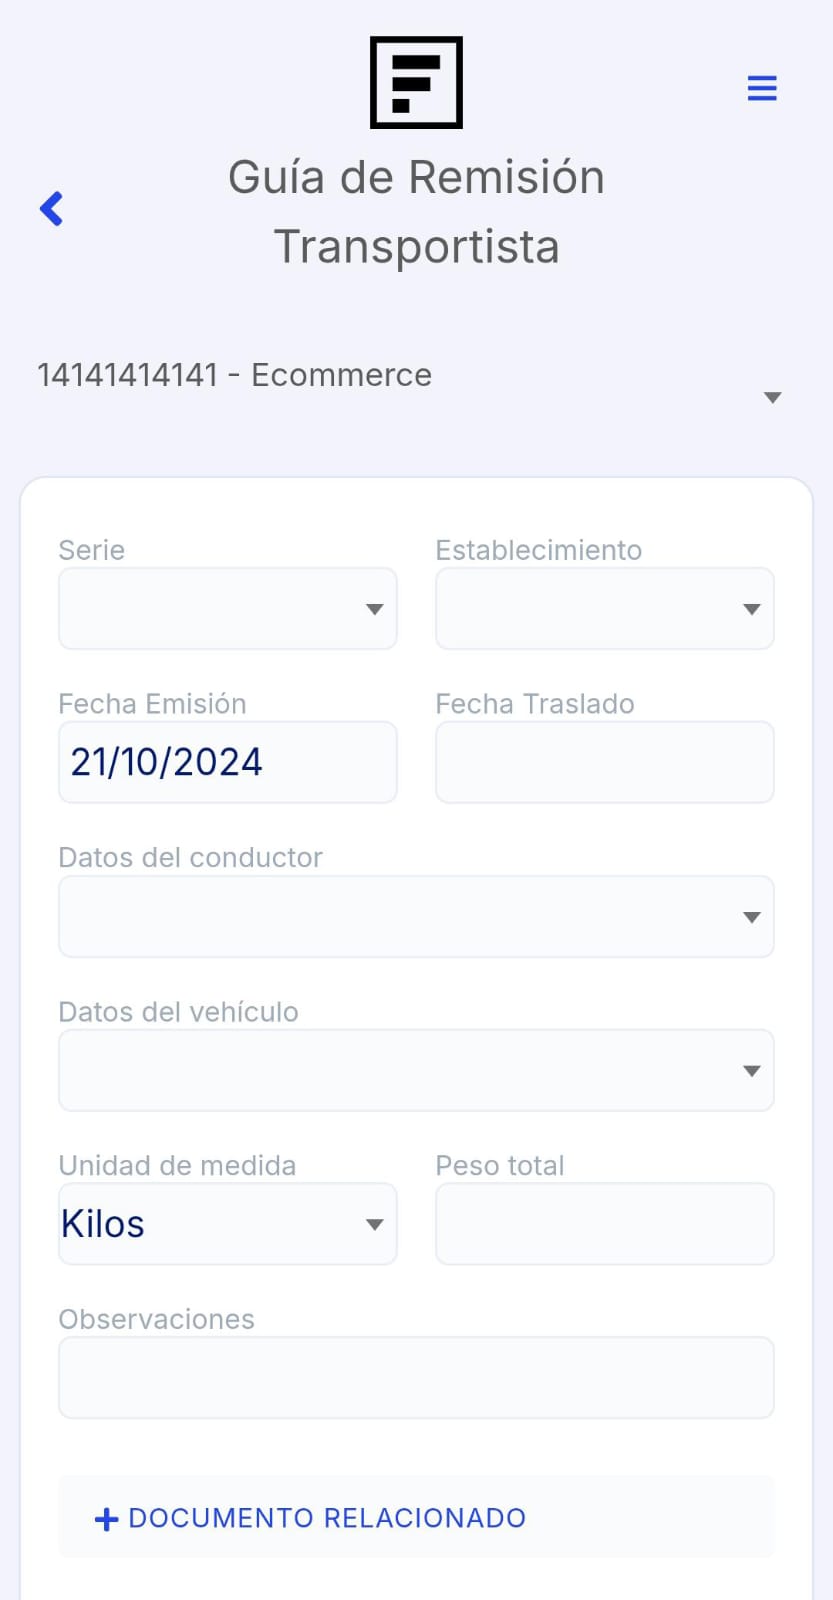 Guía de Remisión
Transportista
14141414141 - Ecommerce
Serie
Establecimiento
Fecha Emisión
Fecha Traslado
21/10/2024
Datos del conductor
Datos del vehículo
Unidad de medida
Peso total
Kilos
Observaciones
+ DOCUMENTO RELACIONADO